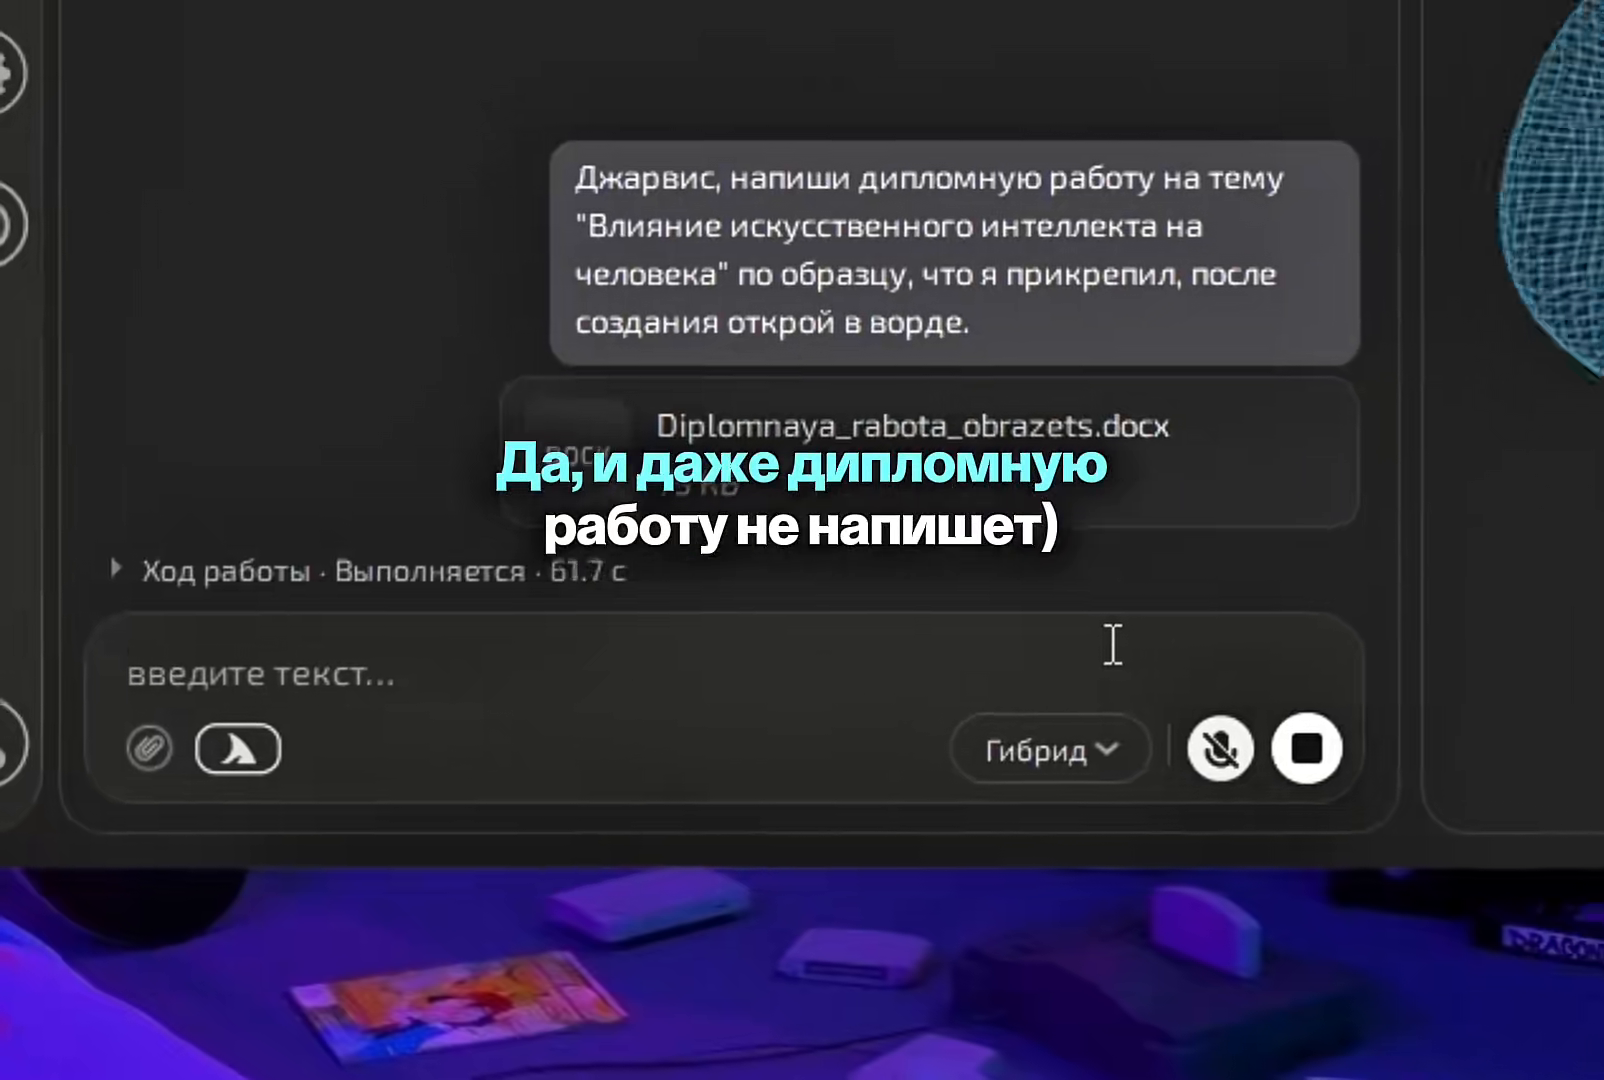 Джарвис, напиши дипломную работу на тему
"Влияние искусственного интеллекта на
человека" по образцу, что я прикрепил, после
создания открой в ворде.
Diplomnaya_rabota_obrazets.docx
Да, и даже дипломную
работу не напишет)
Ход работы · Выполняется · 61.7 с
введите текст...
Гибрид